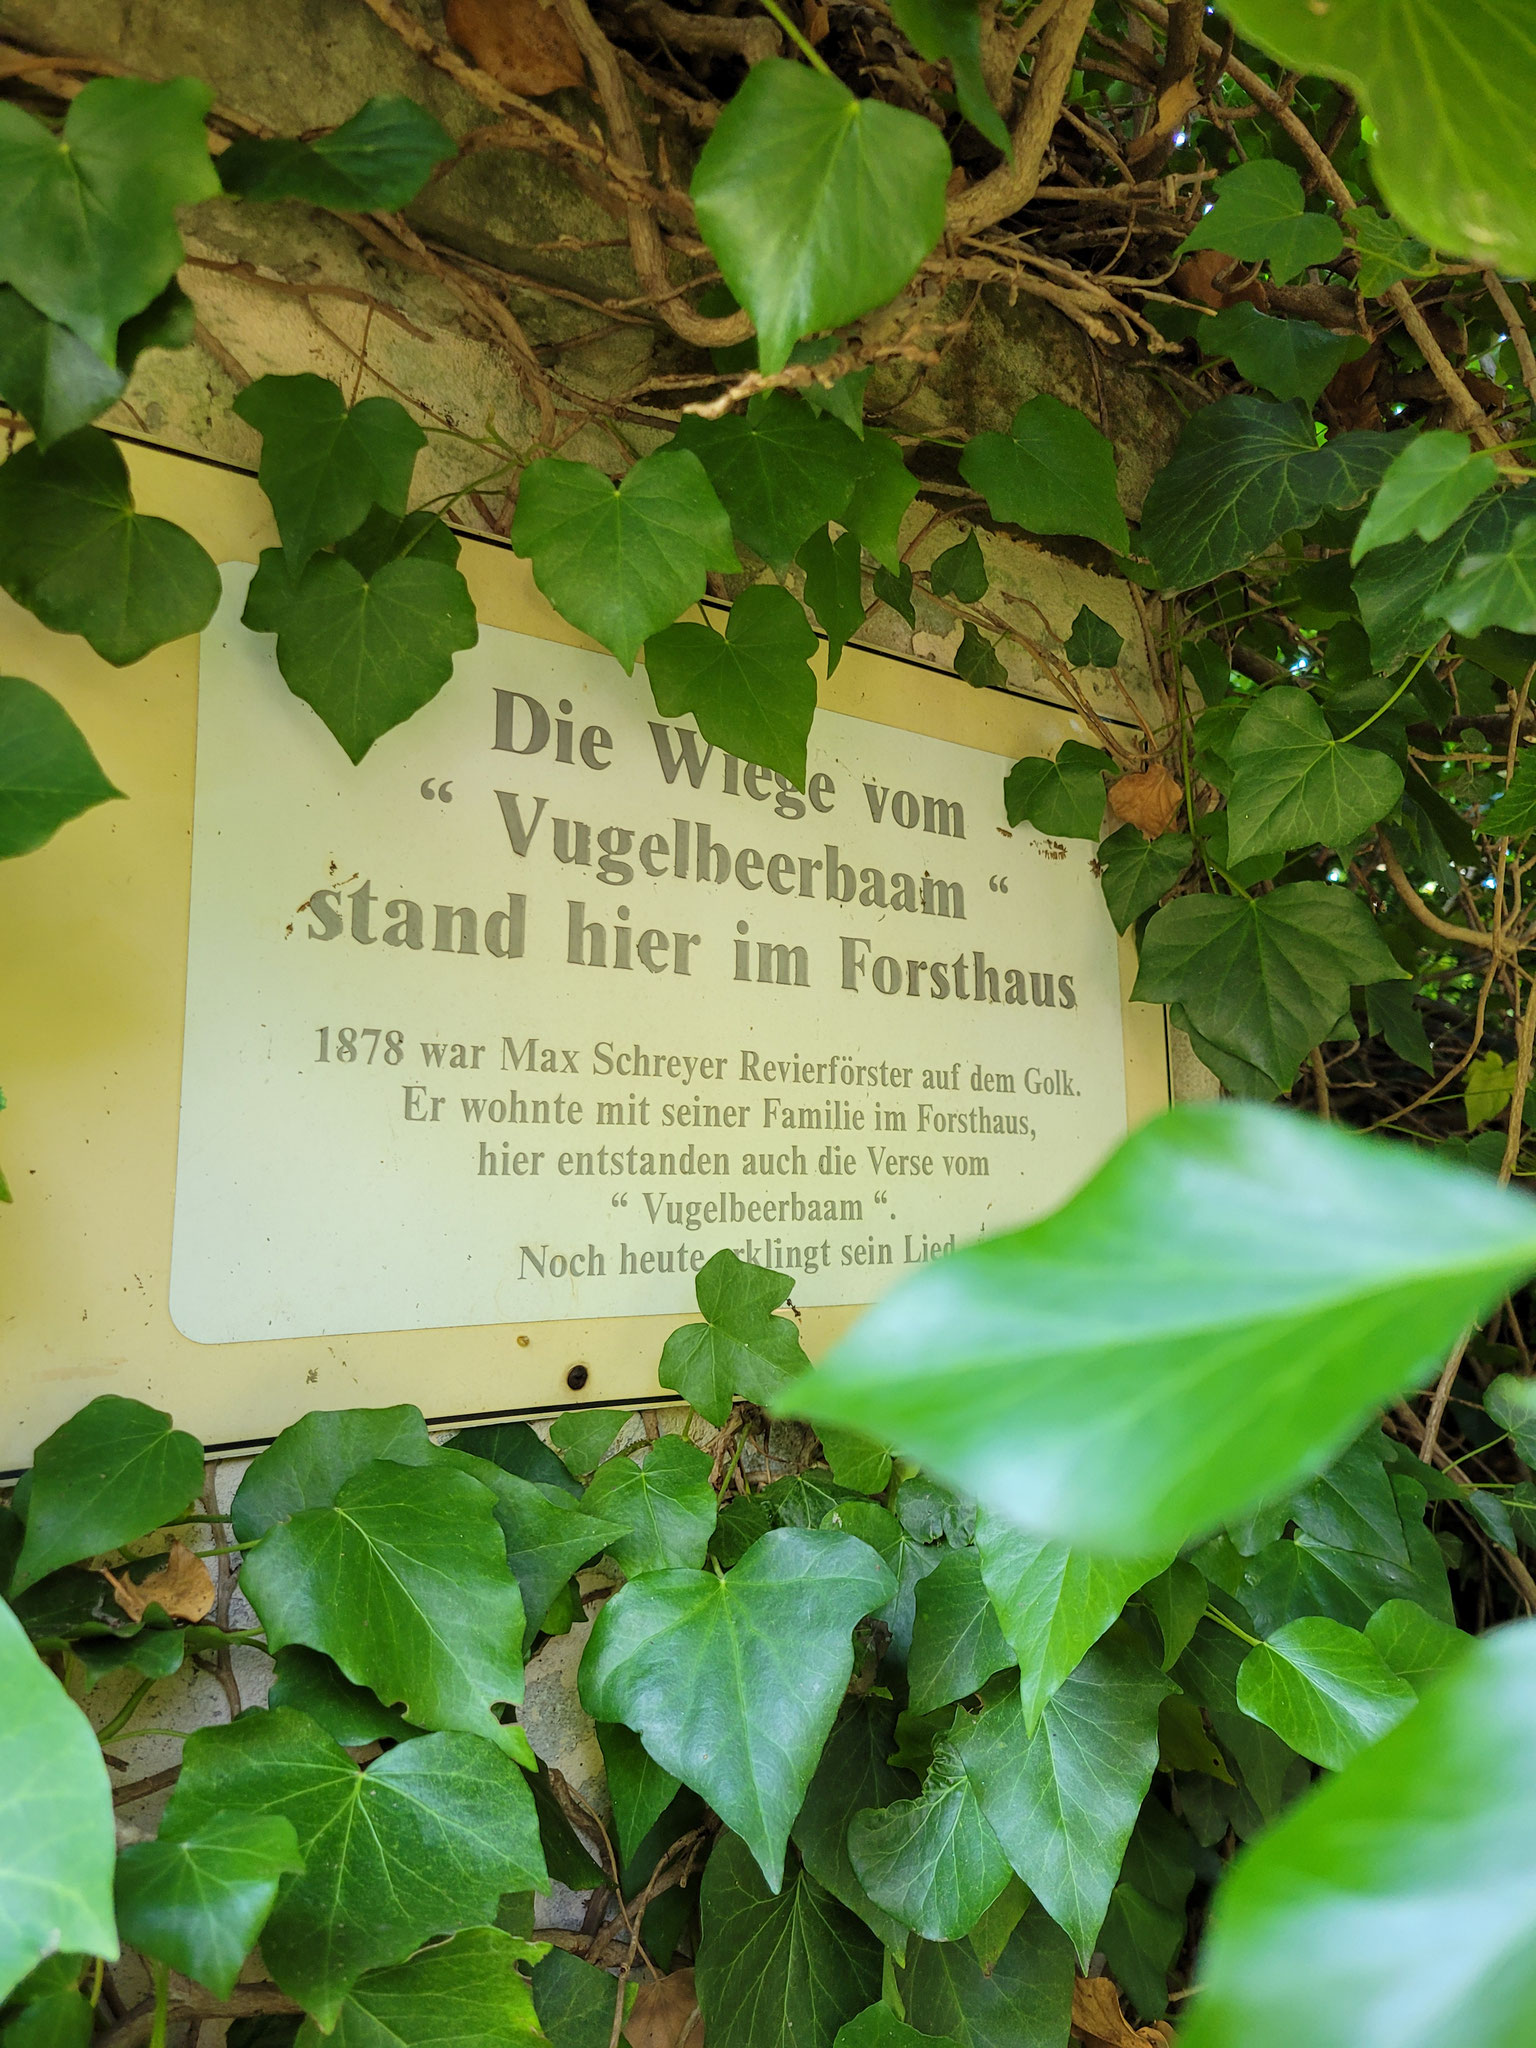 Die Wiege vom
“ Vugelbeerbaam “
stand hier im Forsthaus
1878 war Max Schreyer Revierförster auf dem Golk.
Er wohnte mit seiner Familie im Forsthaus,
hier entstanden auch die Verse vom
“ Vugelbeerbaam “.
Noch heute erklingt sein Lied